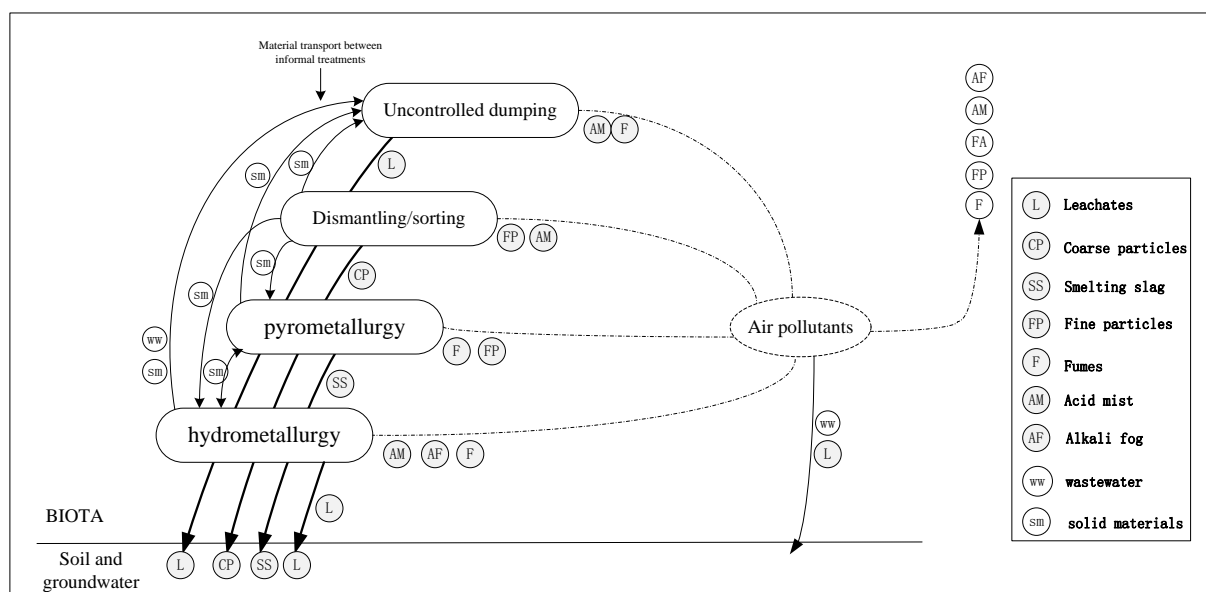 Material transport between
informal treatments
Uncontrolled dumping
AM
F
sm
sm
L
Dismantling/sorting
FP
AM
sm
CP
sm
pyrometallurgy
F
FP
ww
sm
sm
SS
hydrometallurgy
AM
AF
F
L
BIOTA
Soil and
groundwater
L
CP
SS
L
Air pollutants
ww
L
AF
AM
FA
FP
F
L Leachates
CP Coarse particles
SS Smelting slag
FP Fine particles
F Fumes
AM Acid mist
AF Alkali fog
ww wastewater
sm solid materials